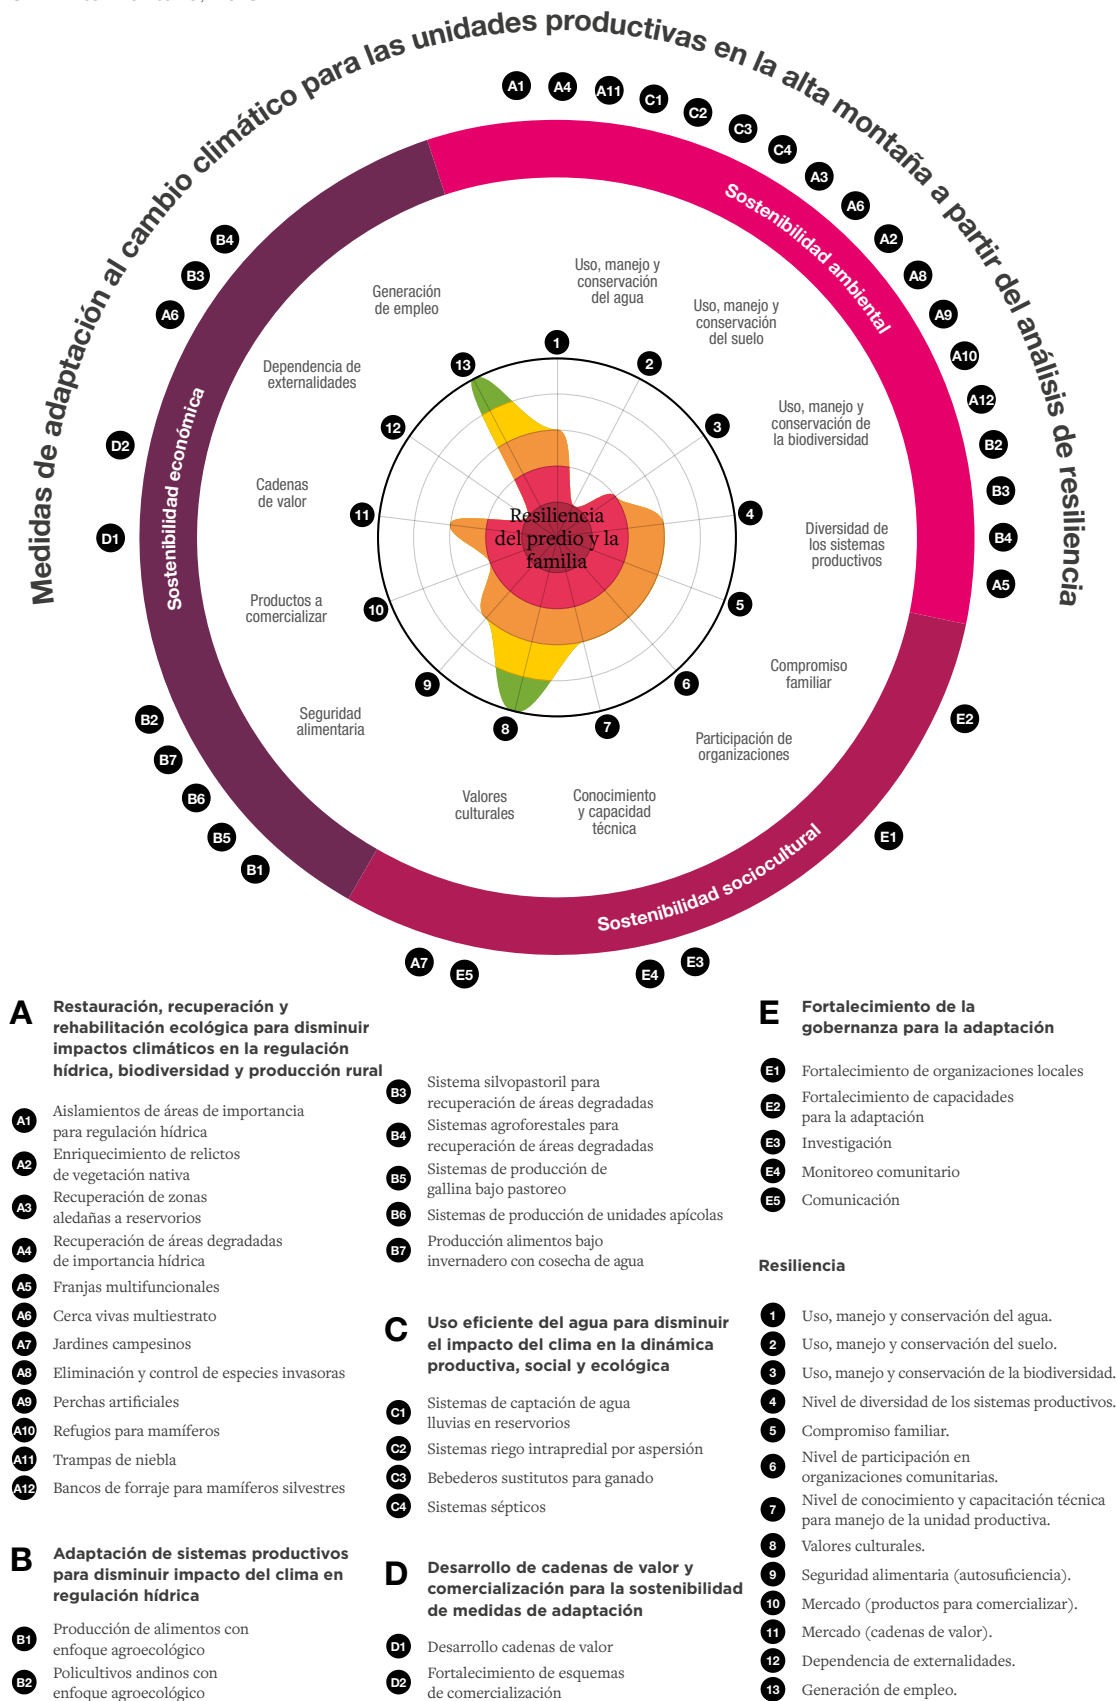 Medidas de adaptación al cambio climático para las unidades productivas en la alta montaña a partir del análisis de resiliencia
A1
A4
A11
C1
C2
C3
C4
A3
A6
A2
A8
A9
A10
A12
B2
B3
B4
A5
E2
E1
E3
E4
E5
A7
B1
B5
B6
B7
B2
D1
D2
A6
B3
B4
Sostenibilidad ambiental
Sostenibilidad sociocultural
Sostenibilidad económica
Uso, manejo y
conservación
del agua
Uso, manejo y
conservación
del suelo
Uso, manejo y
conservación de
la biodiversidad
Diversidad de
los sistemas
productivos
Compromiso
familiar
Participación de
organizaciones
Conocimiento
y capacidad
técnica
Valores
culturales
Seguridad
alimentaria
Productos a
comercializar
Cadenas
de valor
Dependencia de
externalidades
Generación
de empleo
1
2
3
4
5
6
7
8
9
10
11
12
13
Resiliencia
del predio y la
familia
A Restauración, recuperación y
rehabilitación ecológica para disminuir
impactos climáticos en la regulación
hídrica, biodiversidad y producción rural
A1 Aislamientos de áreas de importancia
para regulación hídrica
A2 Enriquecimiento de relictos
de vegetación nativa
A3 Recuperación de zonas
aledañas a reservorios
A4 Recuperación de áreas degradadas
de importancia hídrica
A5 Franjas multifuncionales
A6 Cerca vivas multiestrato
A7 Jardines campesinos
A8 Eliminación y control de especies invasoras
A9 Perchas artificiales
A10 Refugios para mamíferos
A11 Trampas de niebla
A12 Bancos de forraje para mamíferos silvestres
B Adaptación de sistemas productivos
para disminuir impacto del clima en
regulación hídrica
B1 Producción de alimentos con
enfoque agroecológico
B2 Policultivos andinos con
enfoque agroecológico
B3 Sistema silvopastoril para
recuperación de áreas degradadas
B4 Sistemas agroforestales para
recuperación de áreas degradadas
B5 Sistemas de producción de
gallina bajo pastoreo
B6 Sistemas de producción de unidades apícolas
B7 Producción alimentos bajo
invernadero con cosecha de agua
C Uso eficiente del agua para disminuir
el impacto del clima en la dinámica
productiva, social y ecológica
C1 Sistemas de captación de agua
lluvias en reservorios
C2 Sistemas riego intrapredial por aspersión
C3 Bebederos sustitutos para ganado
C4 Sistemas sépticos
D Desarrollo de cadenas de valor y
comercialización para la sostenibilidad
de medidas de adaptación
D1 Desarrollo cadenas de valor
D2 Fortalecimiento de esquemas
de comercialización
E Fortalecimiento de la
gobernanza para la adaptación
E1 Fortalecimiento de organizaciones locales
E2 Fortalecimiento de capacidades
para la adaptación
E3 Investigación
E4 Monitoreo comunitario
E5 Comunicación
Resiliencia
1 Uso, manejo y conservación del agua.
2 Uso, manejo y conservación del suelo.
3 Uso, manejo y conservación de la biodiversidad.
4 Nivel de diversidad de los sistemas productivos.
5 Compromiso familiar.
6 Nivel de participación en
organizaciones comunitarias.
7 Nivel de conocimiento y capacitación técnica
para manejo de la unidad productiva.
8 Valores culturales.
9 Seguridad alimentaria (autosuficiencia).
10 Mercado (productos para comercializar).
11 Mercado (cadenas de valor).
12 Dependencia de externalidades.
13 Generación de empleo.